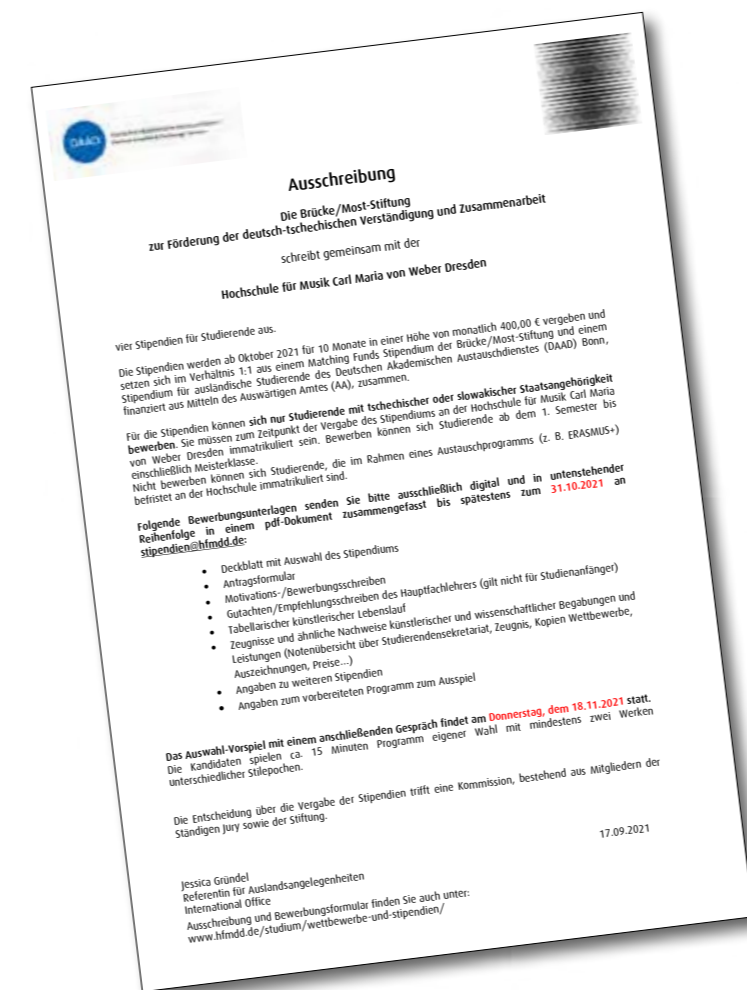 DAAD
Ausschreibung
Die Brücke/Most-Stiftung
zur Förderung der deutsch-tschechischen Verständigung und Zusammenarbeit
schreibt gemeinsam mit der
Hochschule für Musik Carl Maria von Weber Dresden
vier Stipendien für Studierende aus.
Die Stipendien werden ab Oktober 2021 für 10 Monate in einer Höhe von monatlich 400,00 € vergeben und
setzen sich im Verhältnis 1:1 aus einem Matching Funds Stipendium der Brücke/Most-Stiftung und einem
Stipendium für ausländische Studierende des Deutschen Akademischen Austauschdienstes (DAAD) Bonn,
finanziert aus Mitteln des Auswärtigen Amtes (AA), zusammen.
Für die Stipendien können sich nur Studierende mit tschechischer oder slowakischer Staatsangehörigkeit
bewerben. Sie müssen zum Zeitpunkt der Vergabe des Stipendiums an der Hochschule für Musik Carl Maria
von Weber Dresden immatrikuliert sein. Bewerben können sich Studierende ab dem 1. Semester bis
einschließlich Meisterklasse.
Nicht bewerben können sich Studierende, die im Rahmen eines Austauschprogramms (z. B. ERASMUS+)
befristet an der Hochschule immatrikuliert sind.
Folgende Bewerbungsunterlagen senden Sie bitte ausschließlich digital und in untenstehender
Reihenfolge in einem pdf-Dokument zusammengefasst bis spätestens zum 31.10.2021 an
stipendien@hfmdd.de:
• Deckblatt mit Auswahl des Stipendiums
• Antragsformular
• Motivations-/Bewerbungsschreiben
• Gutachten/Empfehlungsschreiben des Hauptfachlehrers (gilt nicht für Studienanfänger)
• Tabellarischer künstlerischer Lebenslauf
• Zeugnisse und ähnliche Nachweise künstlerischer und wissenschaftlicher Begabungen und
Leistungen (Notenübersicht über Studierendensekretariat, Zeugnis, Kopien Wettbewerbe,
Auszeichnungen, Preise...)
• Angaben zu weiteren Stipendien
• Angaben zum vorbereiteten Programm zum Ausspiel
Das Auswahl-Vorspiel mit einem anschließenden Gespräch findet am Donnerstag, dem 18.11.2021 statt.
Die Kandidaten spielen ca. 15 Minuten Programm eigener Wahl mit mindestens zwei Werken
unterschiedlicher Stilepochen.
Die Entscheidung über die Vergabe der Stipendien trifft eine Kommission, bestehend aus Mitgliedern der
Ständigen Jury sowie der Stiftung.
17.09.2021
Jessica Gründel
Referentin für Auslandsangelegenheiten
International Office
Ausschreibung und Bewerbungsformular finden Sie auch unter:
www.hfmdd.de/studium/wettbewerbe-und-stipendien/